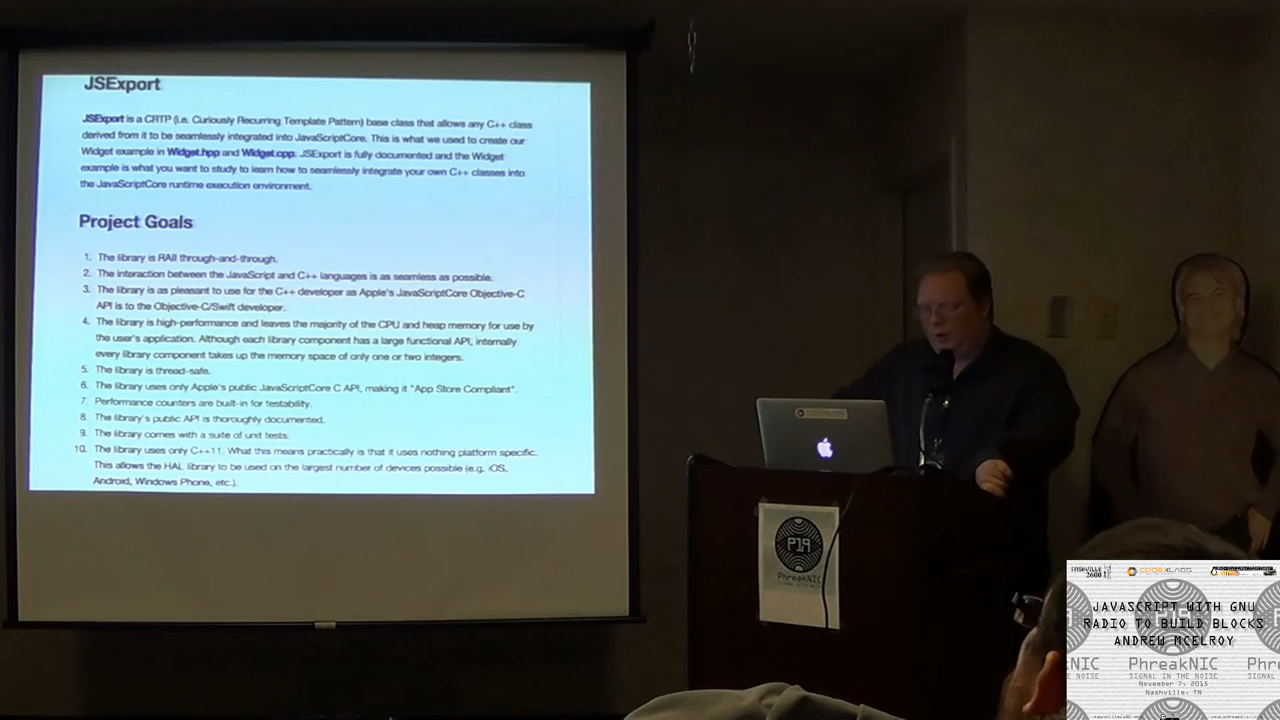 JSExport
JSExport is a CRTP (i.e. Curiously Recurring Template Pattern) base class that allows any C++ class
derived from it to be seamlessly integrated into JavaScriptCore. This is what we used to create our
Widget example in Widget.hpp and Widget.cpp. JSExport is fully documented and the Widget
example is what you want to study to learn how to seamlessly integrate your own C++ classes into
the JavaScriptCore runtime execution environment.
Project Goals
1. The library is RAII through-and-through.
2. The interaction between the JavaScript and C++ languages is as seamless as possible.
3. The library is as pleasant to use for the C++ developer as Apple's JavaScriptCore Objective-C
API is to the Objective-C/Swift developer.
4. The library is high-performance and leaves the majority of the CPU and heap memory for use by
the user's application. Although each library component has a large functional API, internally
every library component takes up the memory space of only one or two integers.
5. The library is thread-safe.
6. The library uses only Apple's public JavaScriptCore C API, making it "App Store Compliant".
7. Performance counters are built-in for testability.
8. The library's public API is thoroughly documented.
9. The library comes with a suite of unit tests.
10. The library uses only C++11. What this means practically is that it uses nothing platform specific.
This allows the HAL library to be used on the largest number of devices possible (e.g. iOS,
Android, Windows Phone, etc.).
P19
PhreakNIC
NASHVILLE
2600
CODEXLABS
JAVASCRIPT WITH GNU
RADIO TO BUILD BLOCKS
ANDREW MCELROY
KNIC PhreakNIC Phre
E NOISE SIGNAL IN THE NOISE SIGNAL
November 7, 2015
Nashville, TN